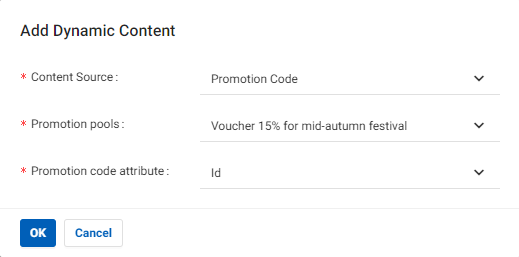 Add Dynamic Content
* Content Source : Promotion Code
* Promotion pools : Voucher 15% for mid-autumn festival
* Promotion code attribute : Id
OK Cancel